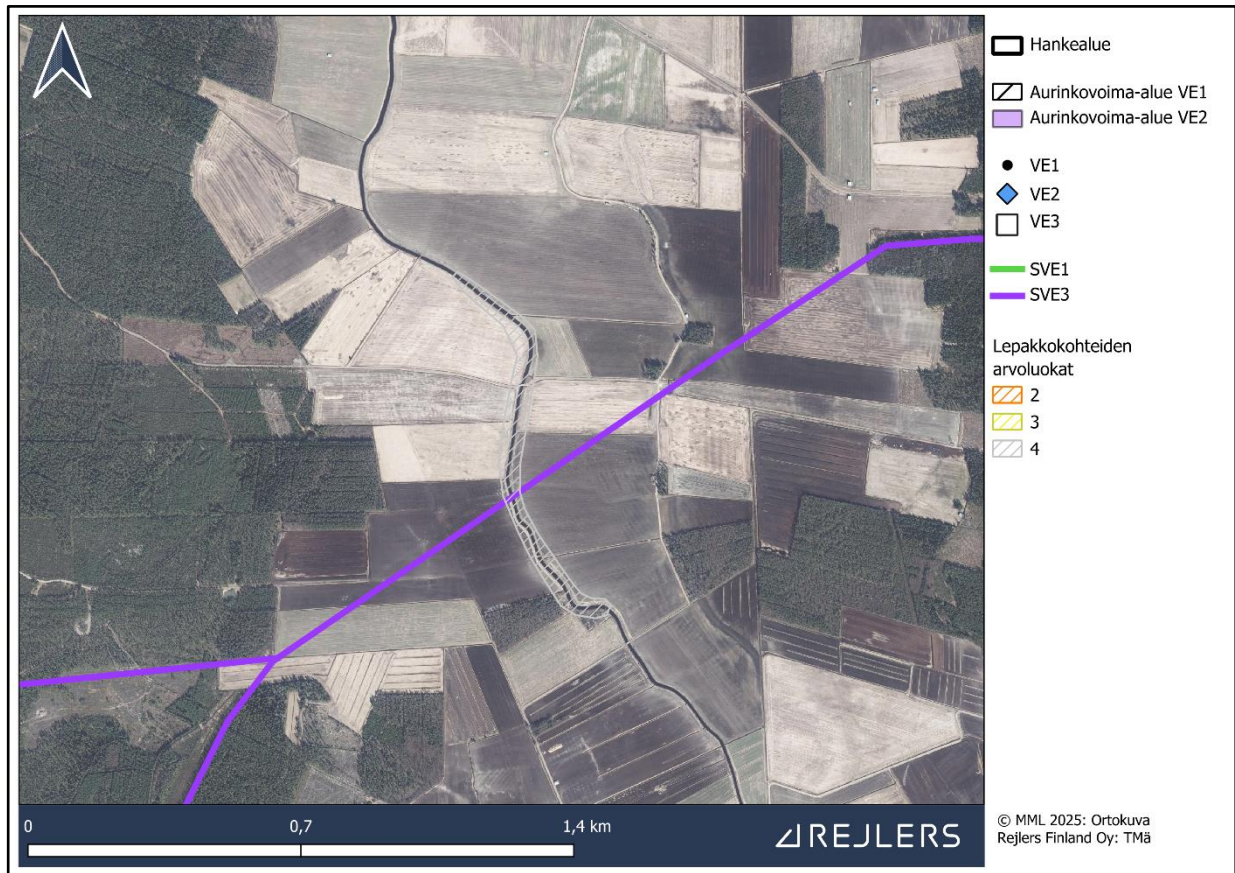 Hankealue
Aurinkovoima-alue VE1
Aurinkovoima-alue VE2
VE1
VE2
VE3
SVE1
SVE3
Lepakkokohteiden
arvoluokat
2
3
4
0 0,7 1,4 km
REJLERS
© MML 2025: Ortokuva
Rejlers Finland Oy: TMä